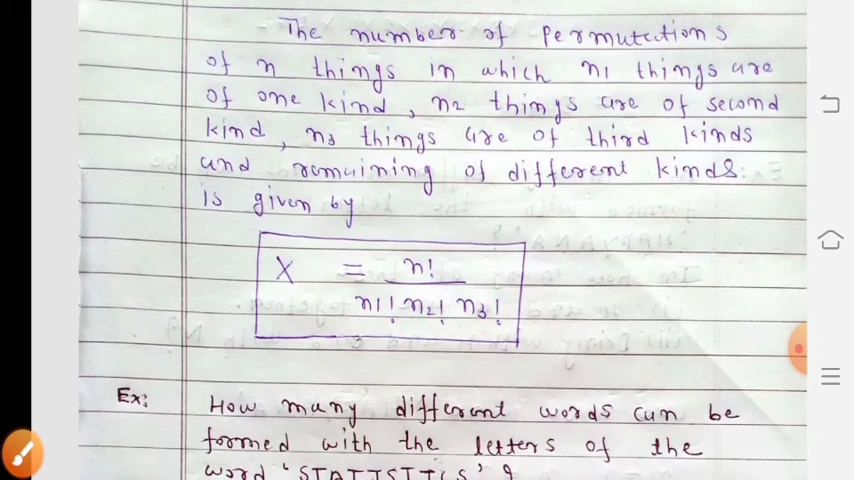 The number of permutations
of n things in which n1 things are
of one kind, n2 things are of second
kind, n3 things are of third kinds
and remaining of different kinds
is given by
X = n! / n1! n2! n3!
Ex: How many different words can be
formed with the letters of the
word 'STATISTICS' ?